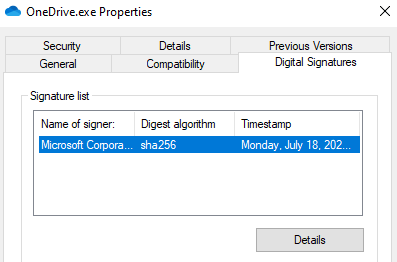 OneDrive.exe Properties
Security Details Previous Versions
General Compatibility Digital Signatures
Signature list
Name of signer: Digest algorithm Timestamp
Microsoft Corpora... sha256 Monday, July 18, 202...
Details